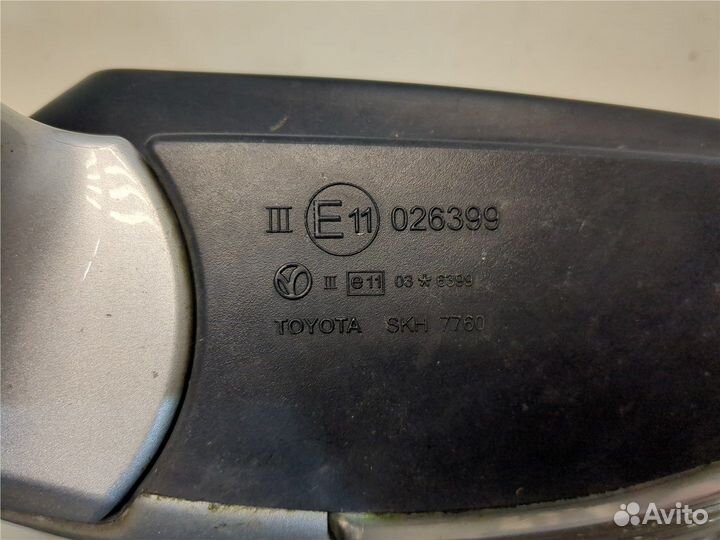 III E11 026399
III e11 03★6399
TOYOTA SKH 7760
Avito